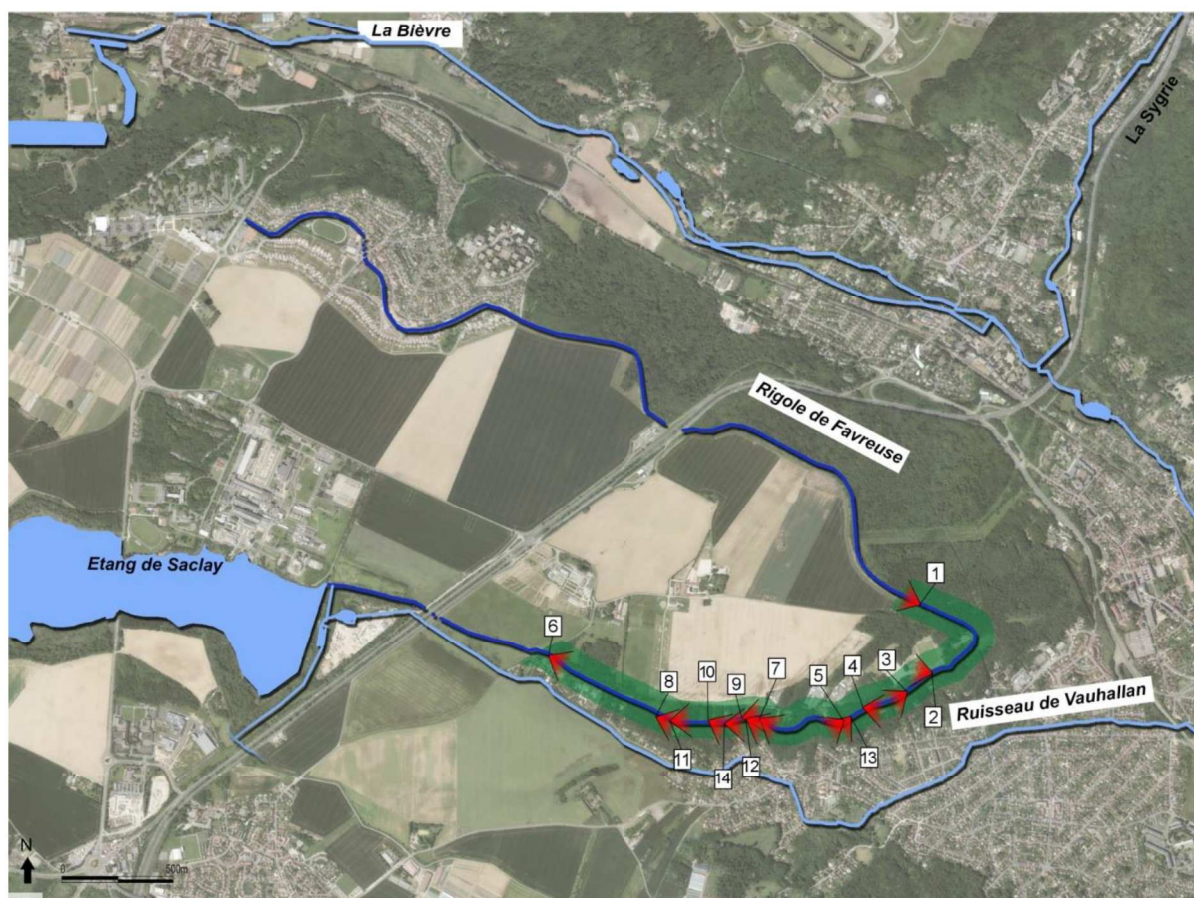 La Bièvre
La Sygrie
Rigole de Favreuse
Etang de Saclay
1
6
3
4
5
7
9
10
8
2
Ruisseau de Vauhallan
13
12
14
11
N
0
500m